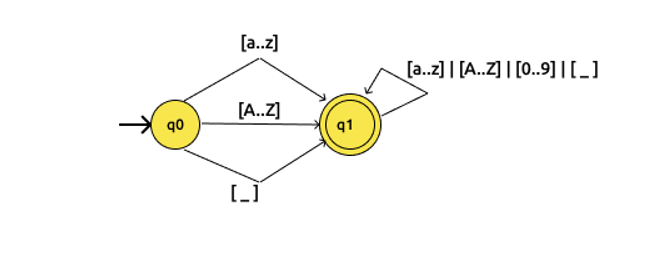 [a..z]
[a..z] | [A..Z] | [0..9] | [ _ ]
[A..Z]
q0
q1
[ _ ]